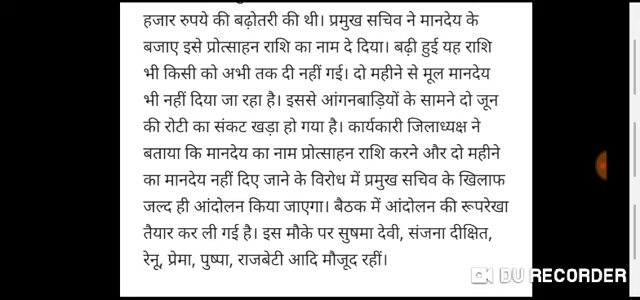 हजार रुपये की बढ़ोतरी की थी। प्रमुख सचिव ने मानदेय के
बजाए इसे प्रोत्साहन राशि का नाम दे दिया। बढ़ी हुई यह राशि
भी किसी को अभी तक दी नहीं गई। दो महीने से मूल मानदेय
भी नहीं दिया जा रहा है। इससे आंगनबाड़ियों के सामने दो जून
की रोटी का संकट खड़ा हो गया है। कार्यकारी जिलाध्यक्ष ने
बताया कि मानदेय का नाम प्रोत्साहन राशि करने और दो महीने
का मानदेय नहीं दिए जाने के विरोध में प्रमुख सचिव के खिलाफ
जल्द ही आंदोलन किया जाएगा। बैठक में आंदोलन की रूपरेखा
तैयार कर ली गई है। इस मौके पर सुषमा देवी, संजना दीक्षित,
रेनू, प्रेमा, पुष्पा, राजबेटी आदि मौजूद रहीं।
DU RECORDER